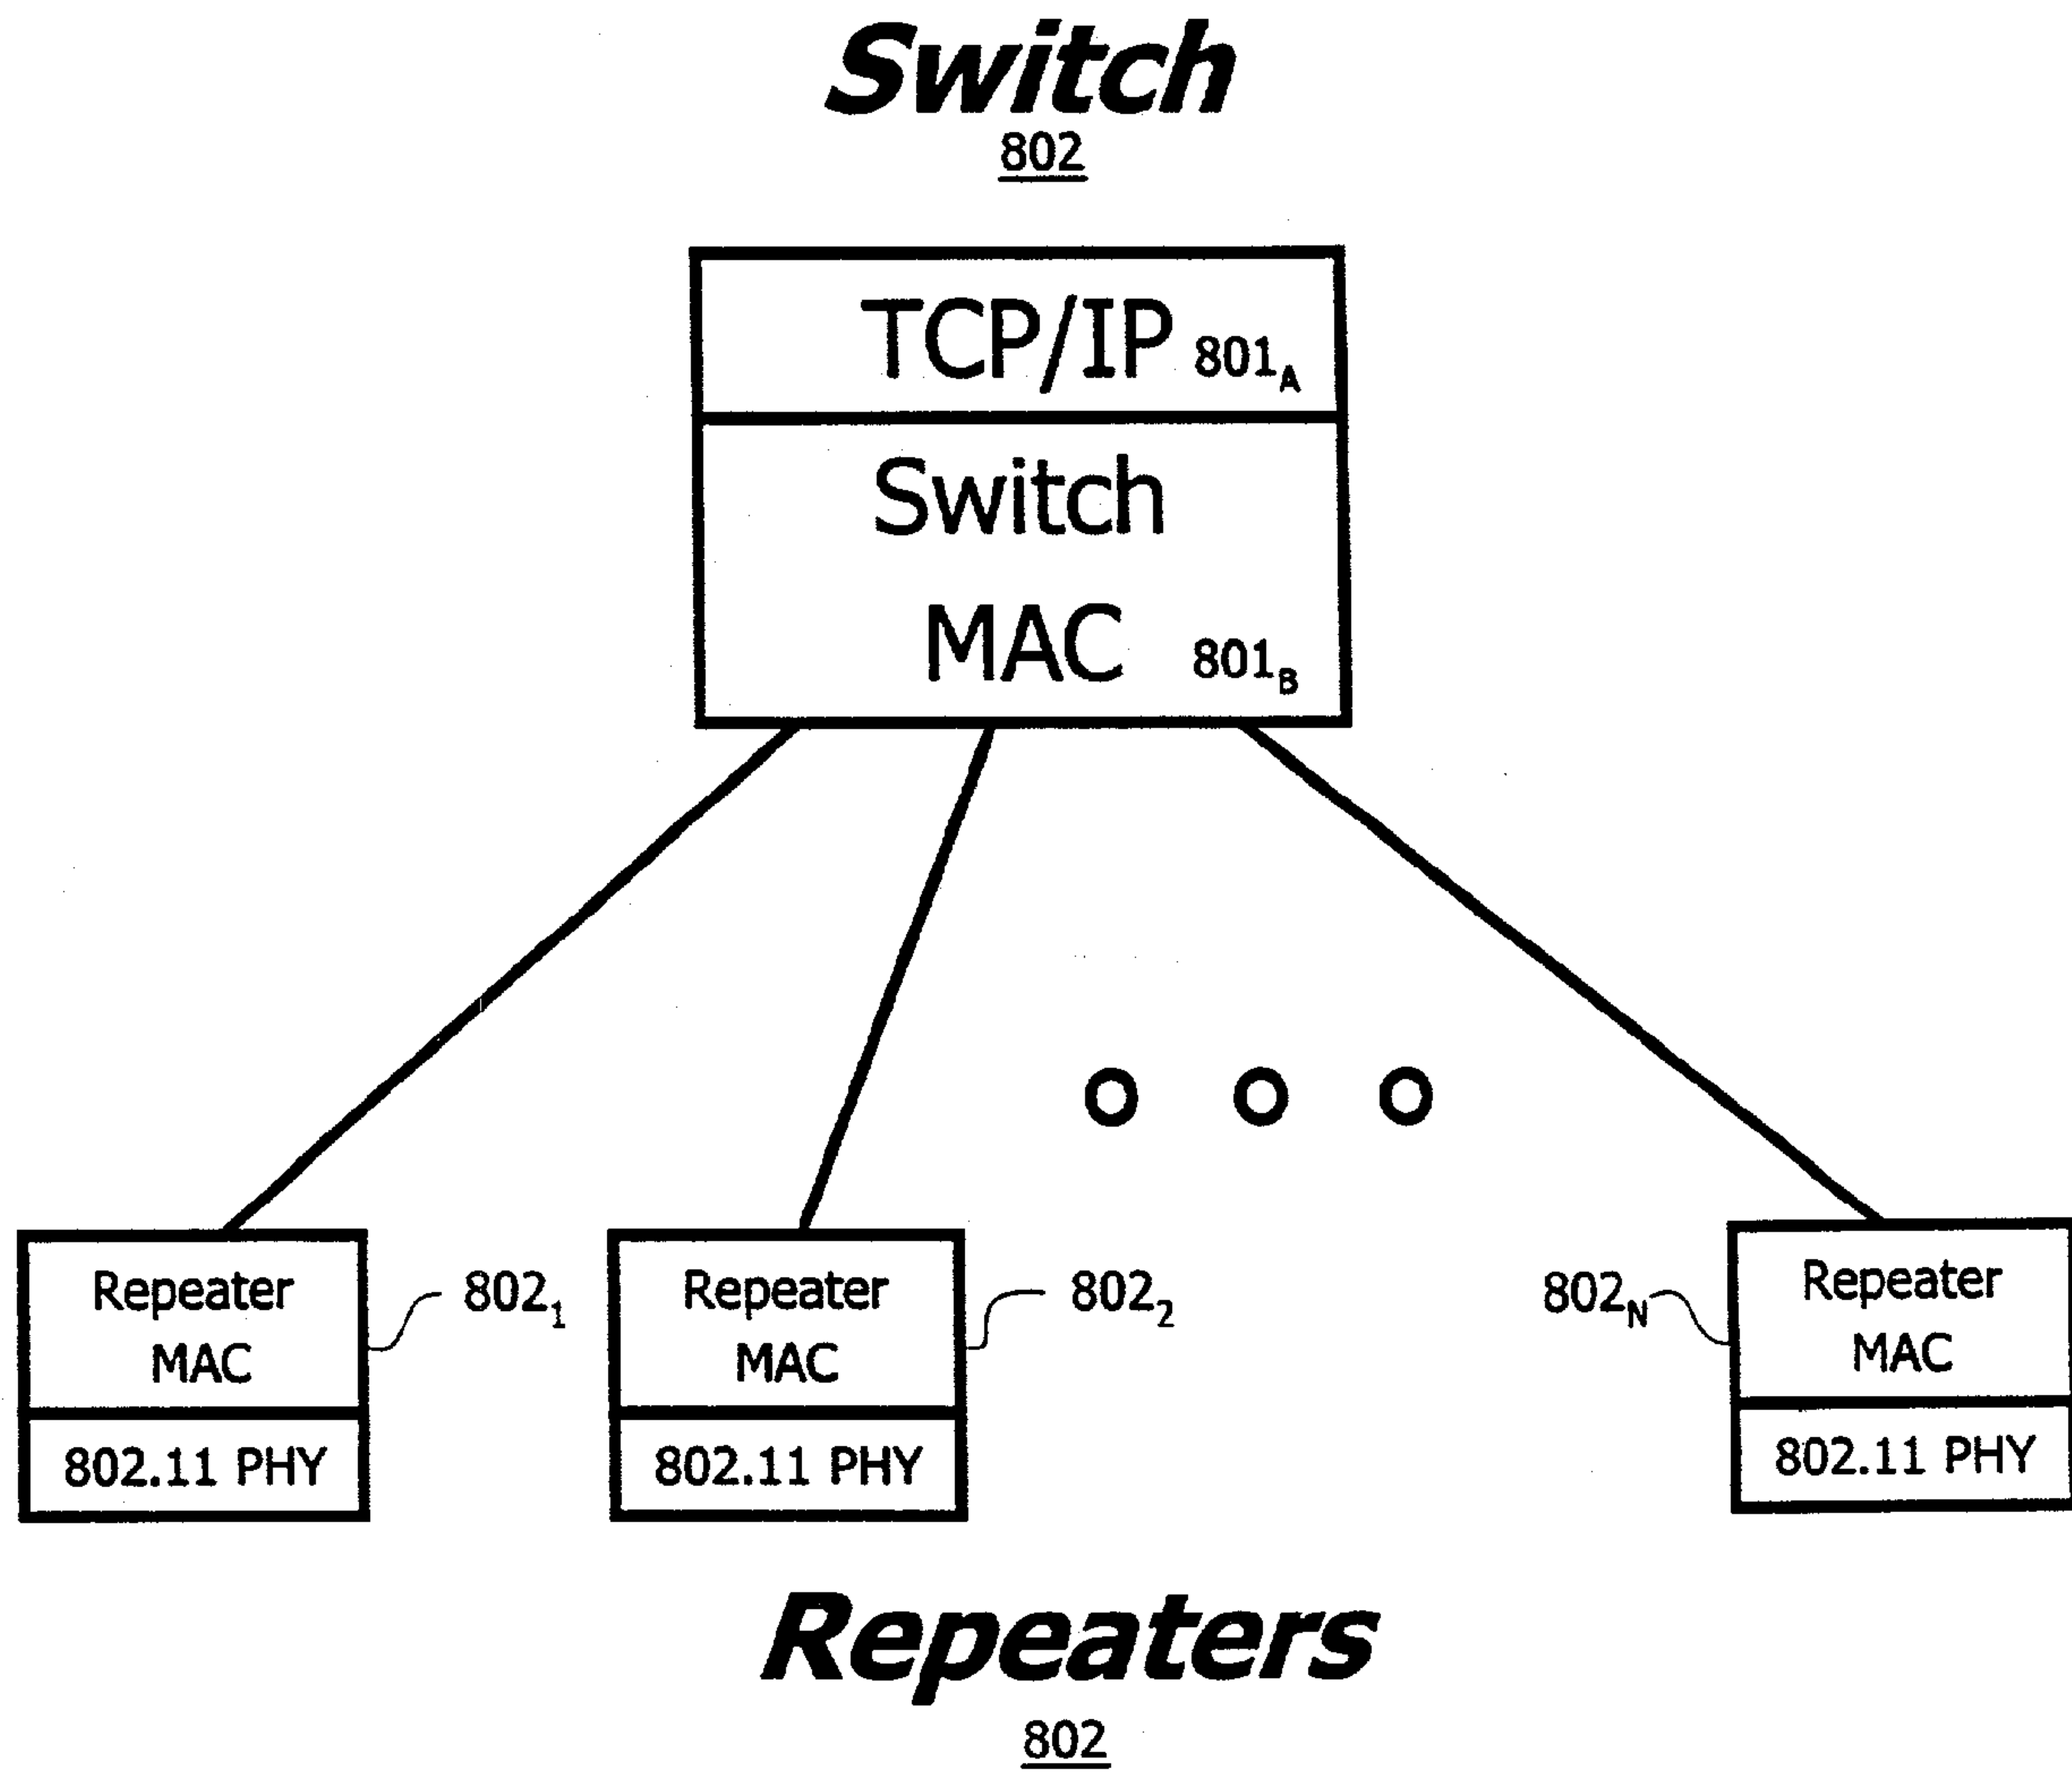 Switch
802
TCP/IP 801A
Switch
MAC 801B
Repeater
MAC
802.11 PHY
8021
Repeater
MAC
802.11 PHY
8022
802N
Repeater
MAC
802.11 PHY
Repeaters
802